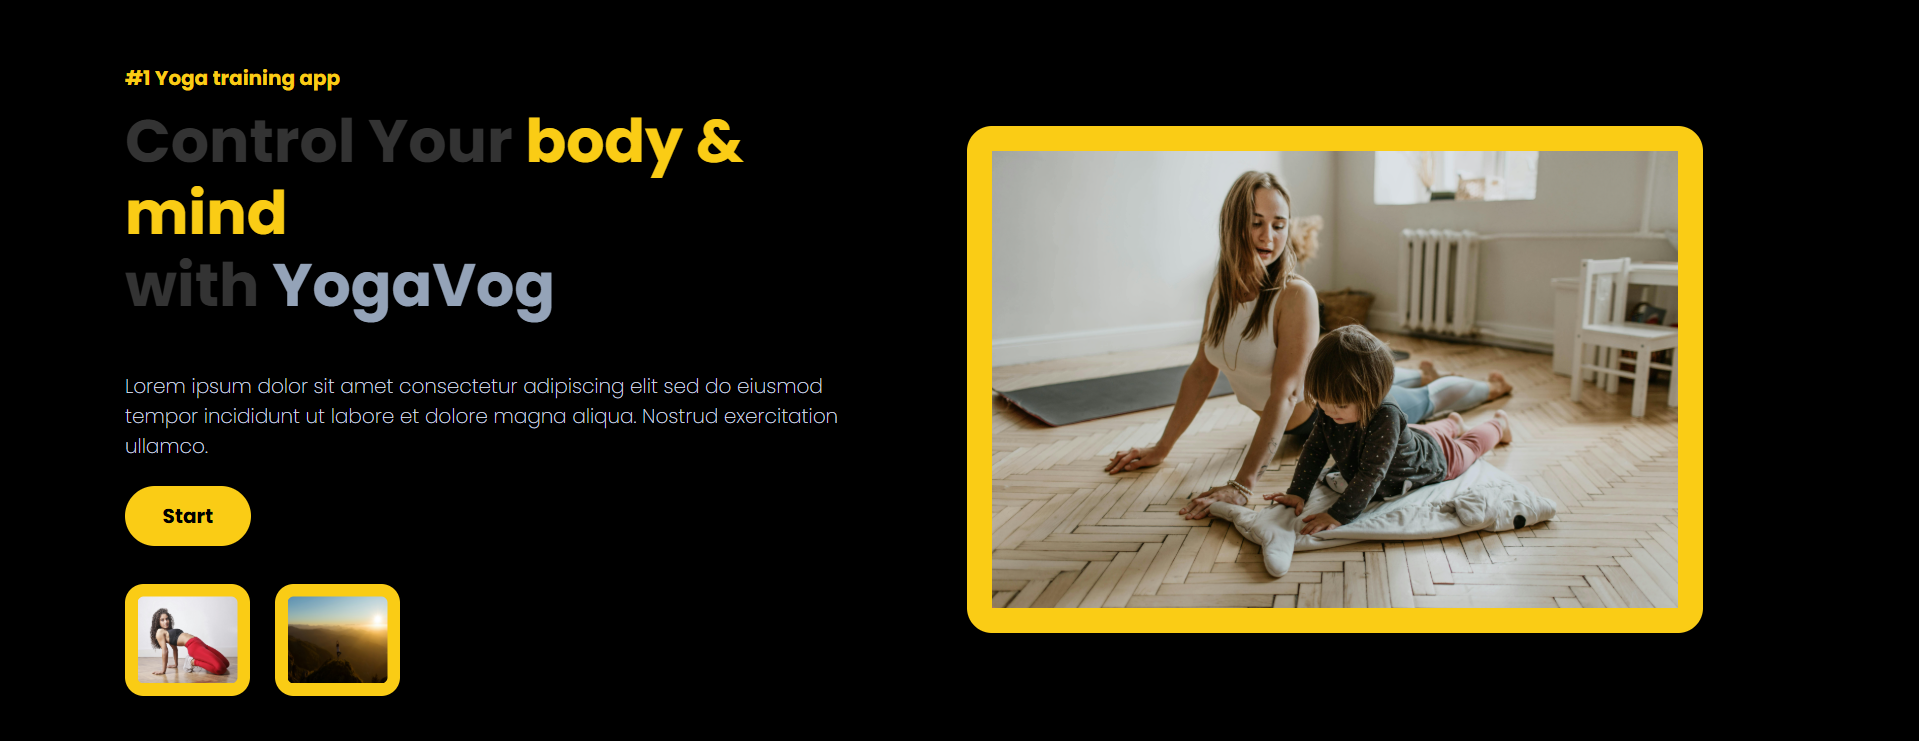 #1 Yoga training app
Control Your body &
mind
with YogaVog
Lorem ipsum dolor sit amet consectetur adipiscing elit sed do eiusmod
tempor incididunt ut labore et dolore magna aliqua. Nostrud exercitation
ullamco.
Start